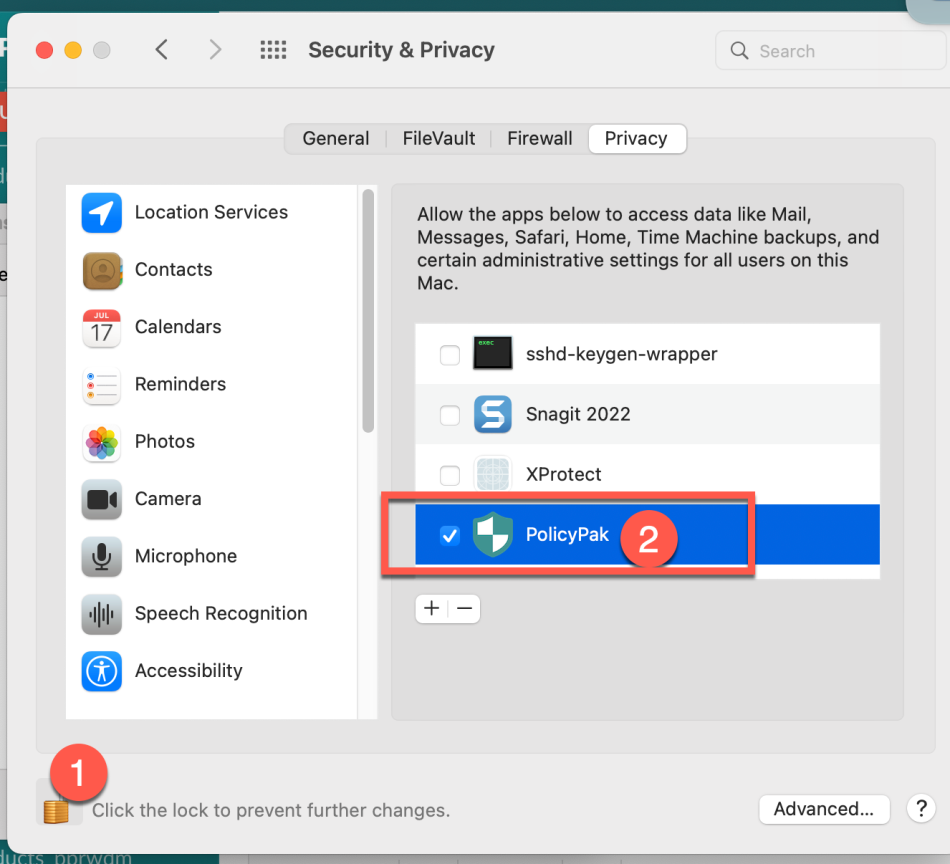 Security & Privacy
Search
General
FileVault
Firewall
Privacy
Location Services
Contacts
JUL
17
Calendars
Reminders
Photos
Camera
Microphone
Speech Recognition
Accessibility
Allow the apps below to access data like Mail,
Messages, Safari, Home, Time Machine backups, and
certain administrative settings for all users on this
Mac.
exec
sshd-keygen-wrapper
S
Snagit 2022
XProtect
PolicyPak
2
+
−
1
Click the lock to prevent further changes.
Advanced...
?